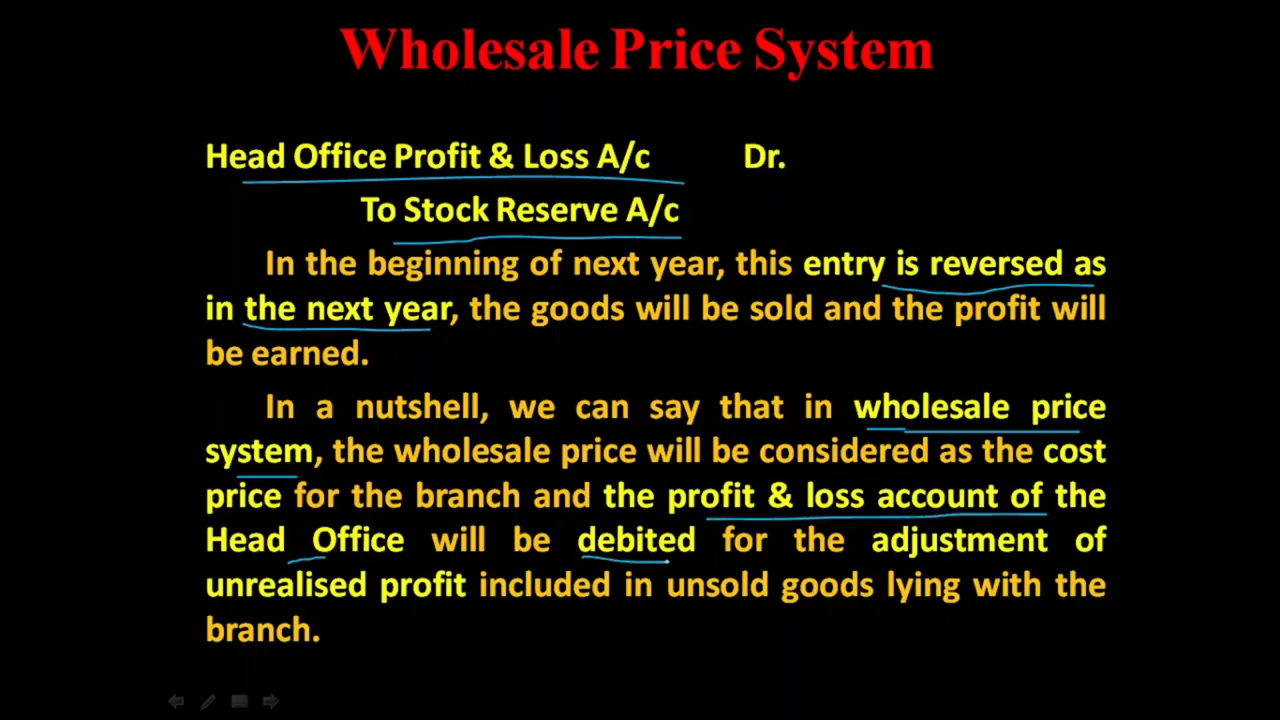 Wholesale Price System
Head Office Profit & Loss A/c Dr.
To Stock Reserve A/c
In the beginning of next year, this entry is reversed as
in the next year, the goods will be sold and the profit will
be earned.
In a nutshell, we can say that in wholesale price
system, the wholesale price will be considered as the cost
price for the branch and the profit & loss account of the
Head Office will be debited for the adjustment of
unrealised profit included in unsold goods lying with the
branch.